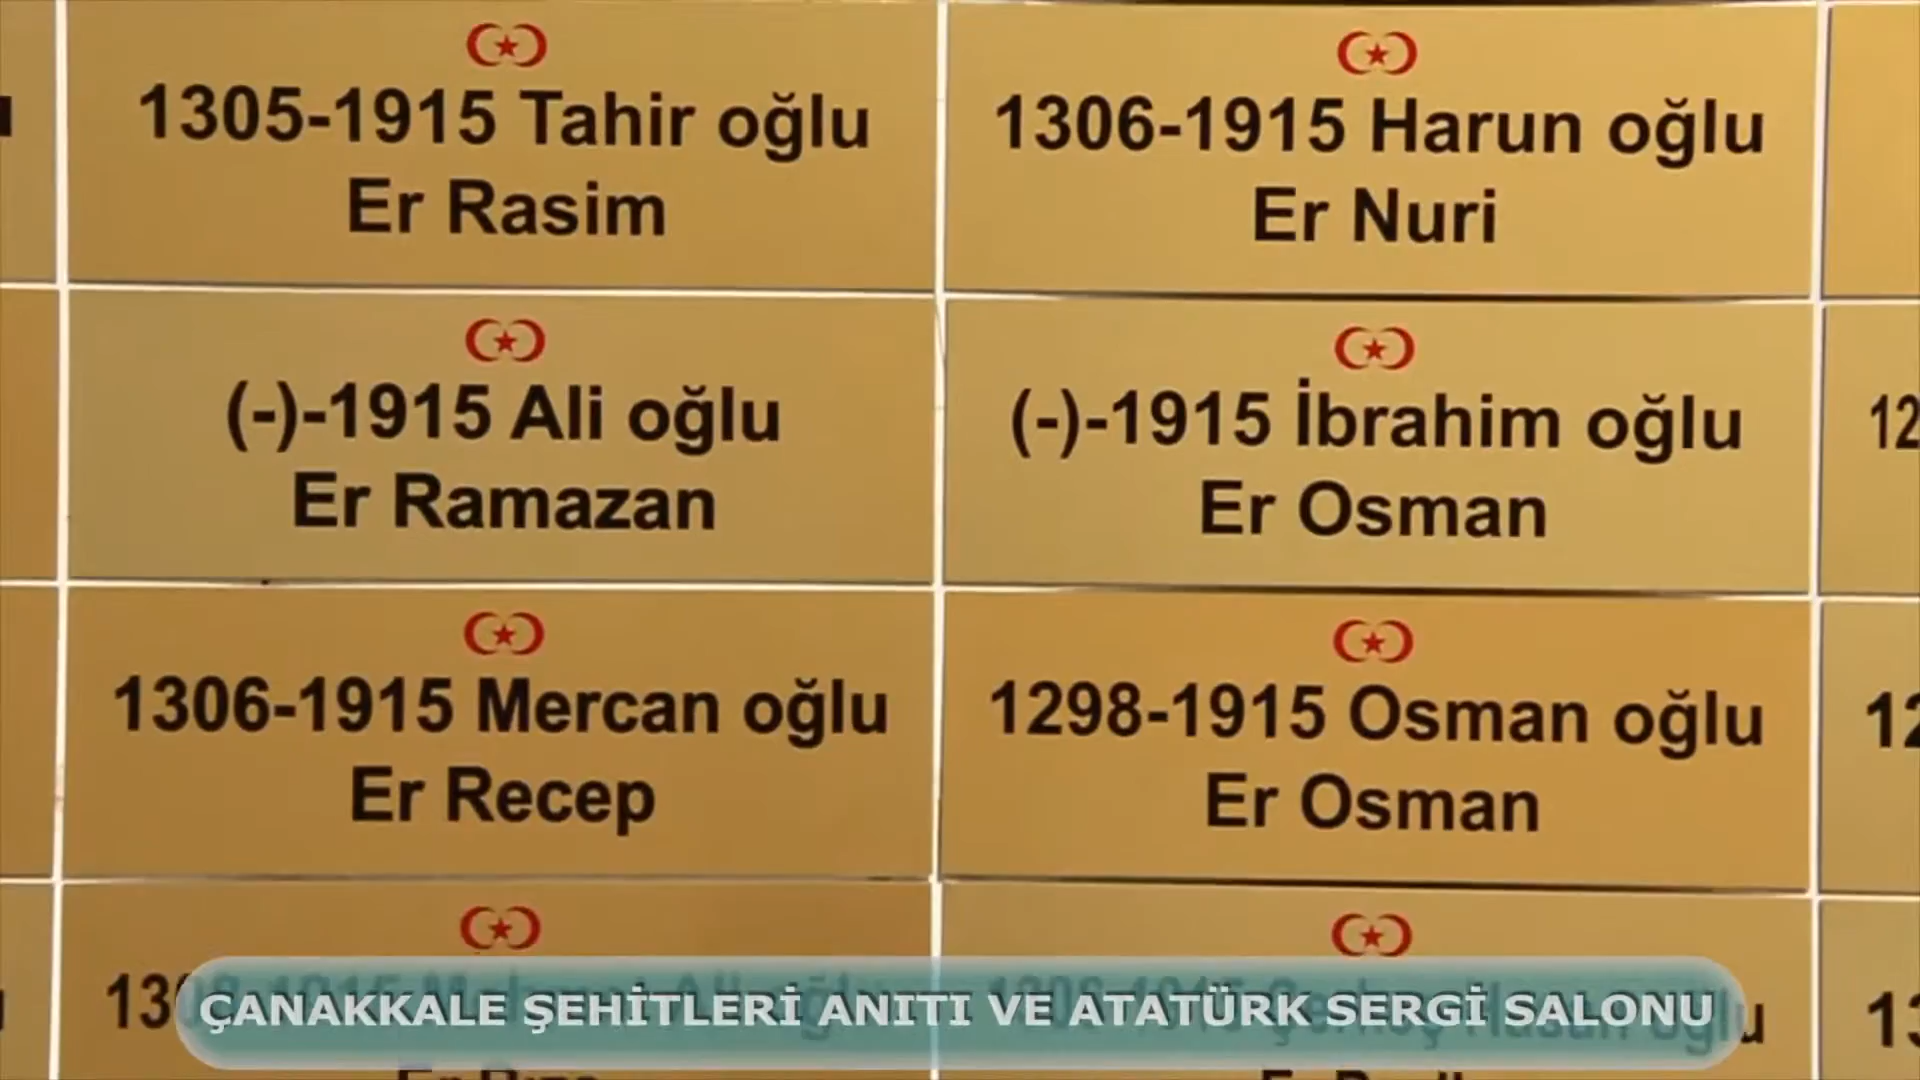 1305-1915 Tahir oğlu
Er Rasim
1306-1915 Harun oğlu
Er Nuri
(-)-1915 Ali oğlu
Er Ramazan
(-)-1915 İbrahim oğlu
Er Osman
12
1306-1915 Mercan oğlu
Er Recep
1298-1915 Osman oğlu
Er Osman
12
ÇANAKKALE ŞEHİTLERİ ANITI VE ATATÜRK SERGİ SALONU